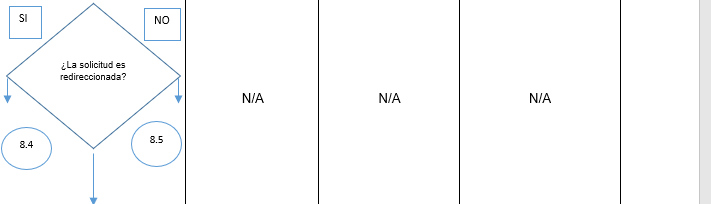 SI
NO
¿La solicitud es
redireccionada?
N/A
N/A
N/A
8.4
8.5